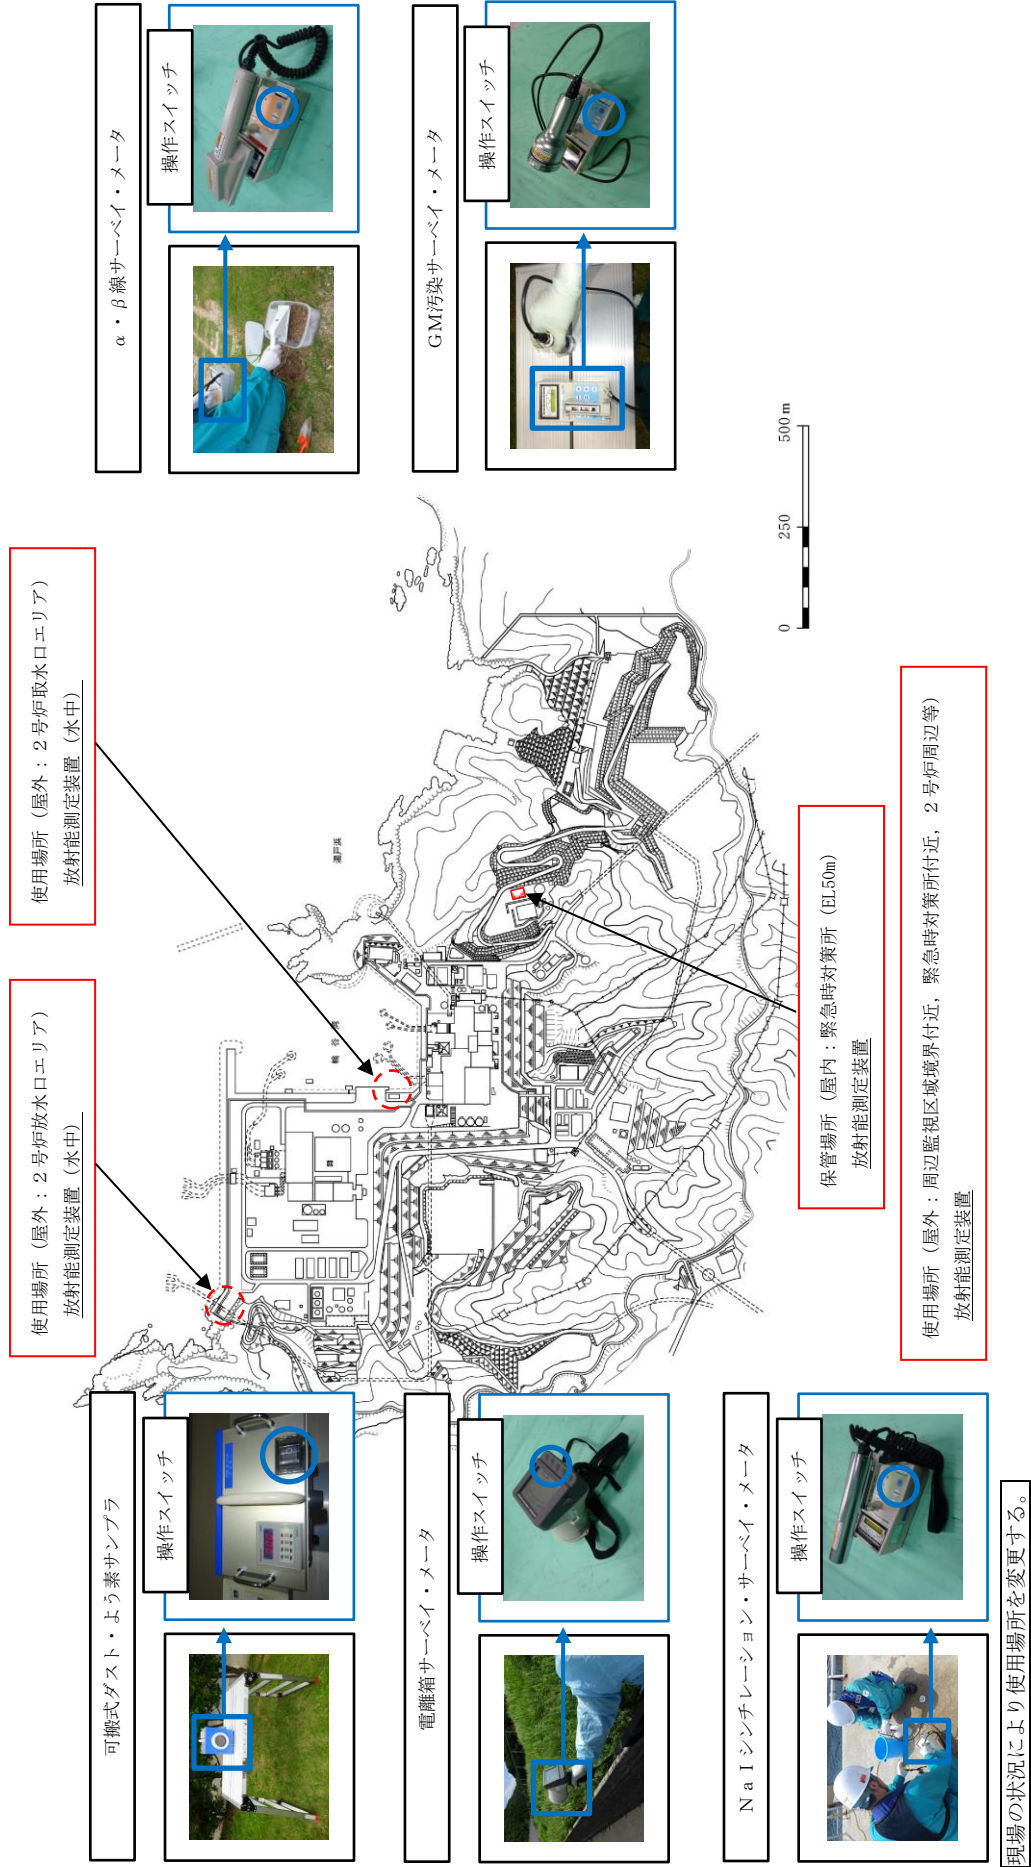 可搬式ダスト・よう素サンプラ
操作スイッチ
電離箱サーベイ・メータ
操作スイッチ
ＮａＩシンチレーション・サーベイ・メータ
操作スイッチ
現場の状況により使用場所を変更する。
使用場所（屋外：２号炉放水口エリア）
放射能測定装置（水中）
使用場所（屋外：２号炉取水口エリア）
放射能測定装置（水中）
輪谷湾
瀬戸浜
保管場所（屋内：緊急時対策所（EL50m）
放射能測定装置
使用場所（屋外：周辺監視区域境界付近，緊急時対策所付近，２号炉周辺等）
放射能測定装置
α・β線サーベイ・メータ
操作スイッチ
GM汚染サーベイ・メータ
操作スイッチ
0 250 500m